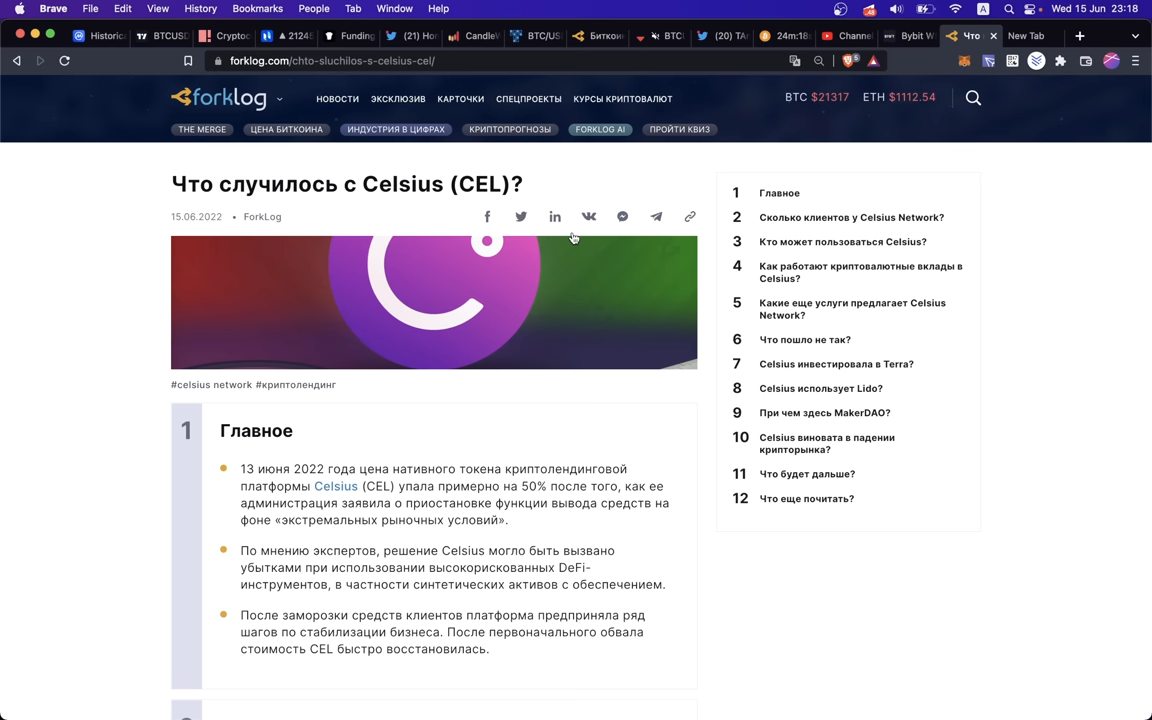 Brave File Edit View History Bookmarks People Tab Window Help Wed 15 Jun 23:18
Historica BTCUSD Cryptoc 21245 Funding (21) Ho CandleV BTC/US Биткои BTC (20) TA 24m:18 Channe Bybit W Что New Tab
forklog.com/chto-sluchilos-s-celsius-cel/
forklog НОВОСТИ ЭКСКЛЮЗИВ КАРТОЧКИ СПЕЦПРОЕКТЫ КУРСЫ КРИПТОВАЛЮТ BTC $21317 ETH $1112.54
THE MERGE ЦЕНА БИТКОИНА ИНДУСТРИЯ В ЦИФРАХ КРИПТОПРОГНОЗЫ FORKLOG AI ПРОЙТИ КВИЗ
Что случилось с Celsius (CEL)?
15.06.2022 • ForkLog
#celsius network #криптолендинг
1 Главное
13 июня 2022 года цена нативного токена криптолендинговой
платформы Celsius (CEL) упала примерно на 50% после того, как ее
администрация заявила о приостановке функции вывода средств на
фоне «экстремальных рыночных условий».
По мнению экспертов, решение Celsius могло быть вызвано
убытками при использовании высокорискованных DeFi-
инструментов, в частности синтетических активов с обеспечением.
После заморозки средств клиентов платформа предприняла ряд
шагов по стабилизации бизнеса. После первоначального обвала
стоимость CEL быстро восстановилась.
1 Главное
2 Сколько клиентов у Celsius Network?
3 Кто может пользоваться Celsius?
4 Как работают криптовалютные вклады в
Celsius?
5 Какие еще услуги предлагает Celsius
Network?
6 Что пошло не так?
7 Celsius инвестировала в Terra?
8 Celsius использует Lido?
9 При чем здесь MakerDAO?
10 Celsius виновата в падении
крипторынка?
11 Что будет дальше?
12 Что еще почитать?